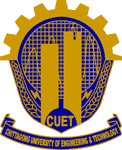 CUET
CHITTAGONG UNIVERSITY OF ENGINEERING & TECHNOLOGY